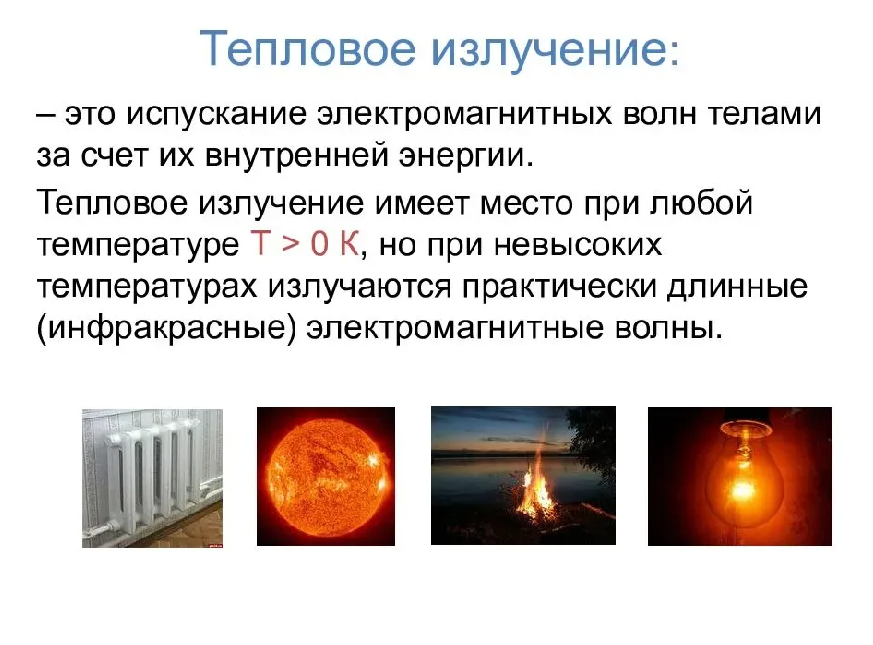 Тепловое излучение:
– это испускание электромагнитных волн телами
за счет их внутренней энергии.
Тепловое излучение имеет место при любой
температуре T > 0 К, но при невысоких
температурах излучаются практически длинные
(инфракрасные) электромагнитные волны.